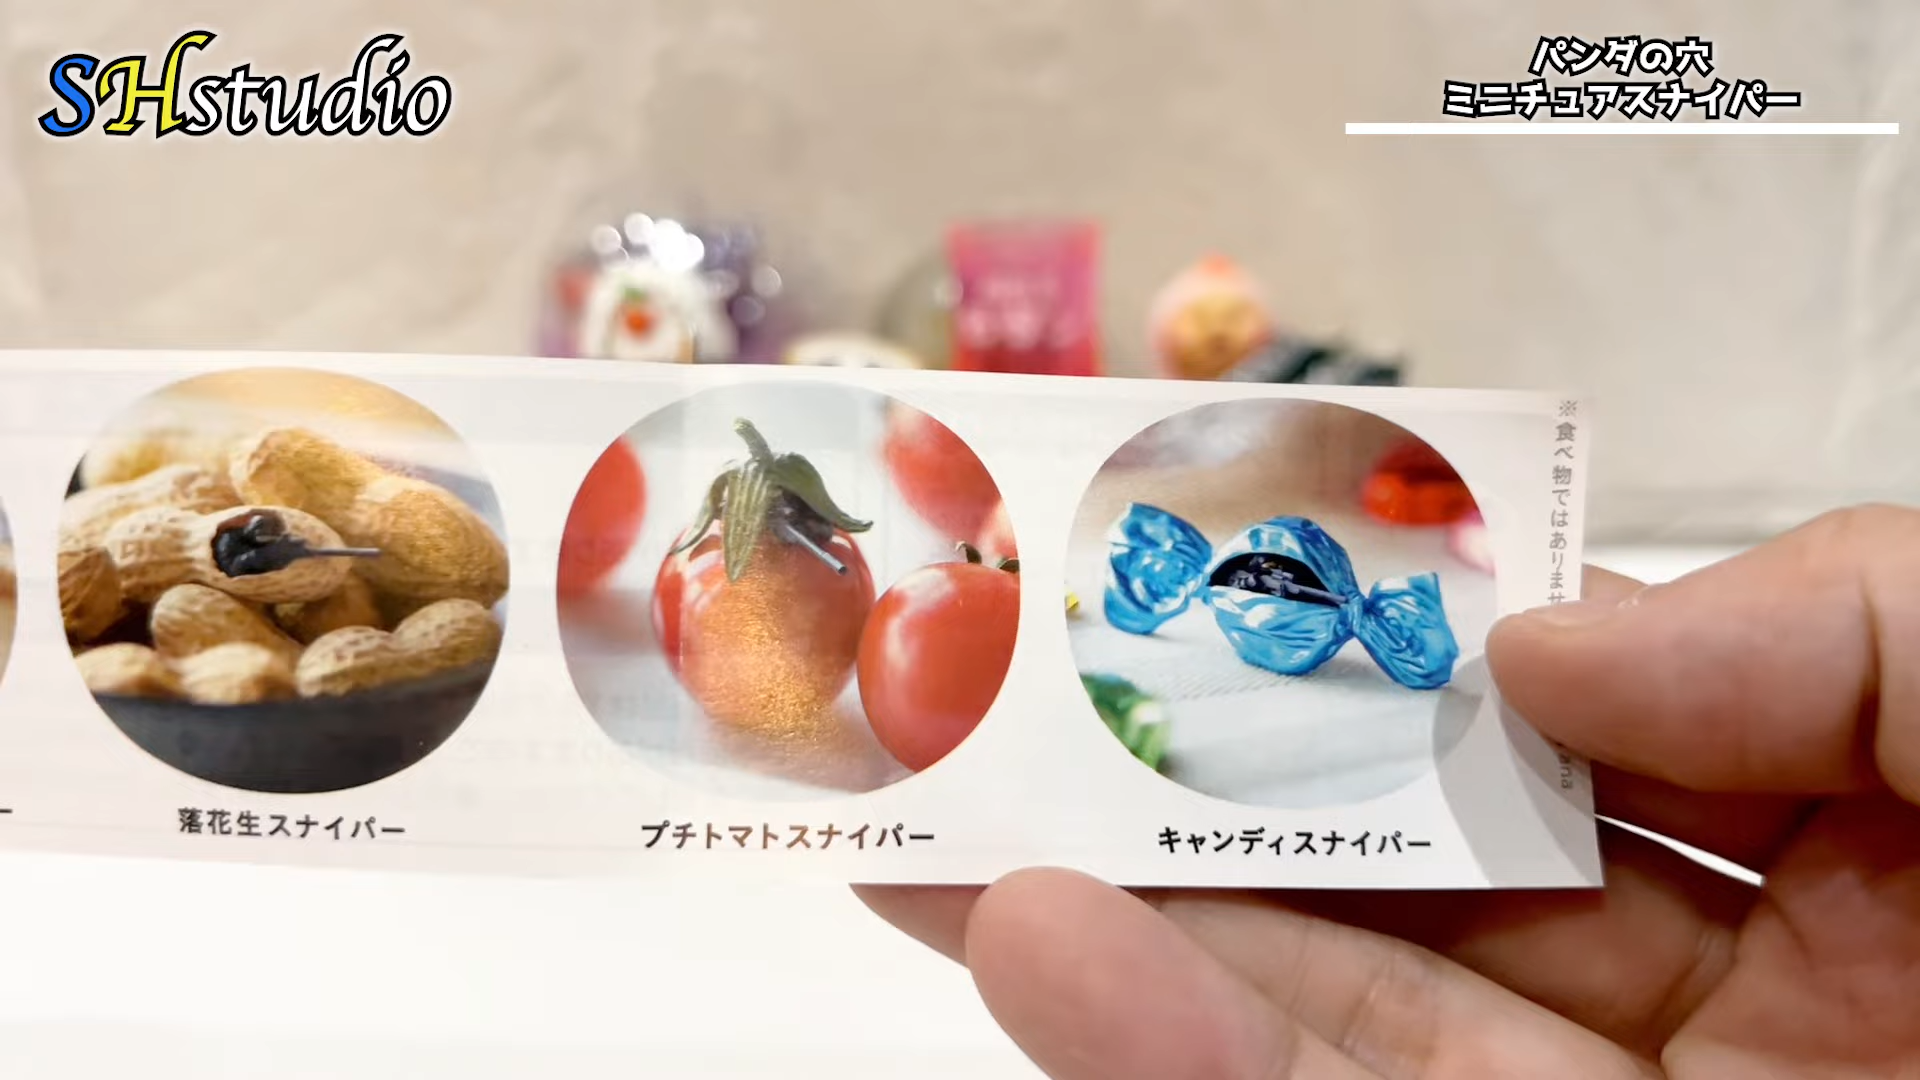 SHstudio
パンダの穴
ミニチュアスナイパー
※食べ物ではありませ
ana
落花生スナイパー
プチトマトスナイパー
キャンディスナイパー